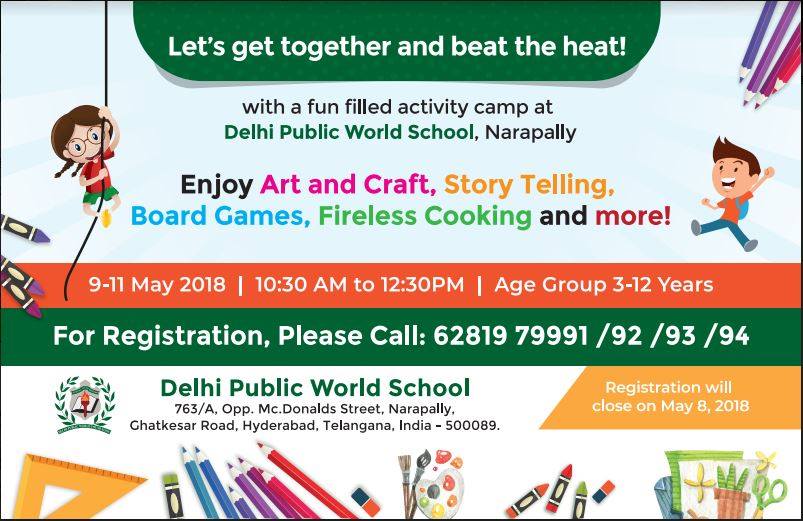 Let's get together and beat the heat!
with a fun filled activity camp at
Delhi Public World School, Narapally
Enjoy Art and Craft, Story Telling,
Board Games, Fireless Cooking and more!
9-11 May 2018 | 10:30 AM to 12:30PM | Age Group 3-12 Years
For Registration, Please Call: 62819 79991 /92 /93 /94
Delhi Public World School
763/A, Opp. Mc.Donalds Street, Narapally,
Ghatkesar Road, Hyderabad, Telangana, India - 500089.
Registration will
close on May 8, 2018